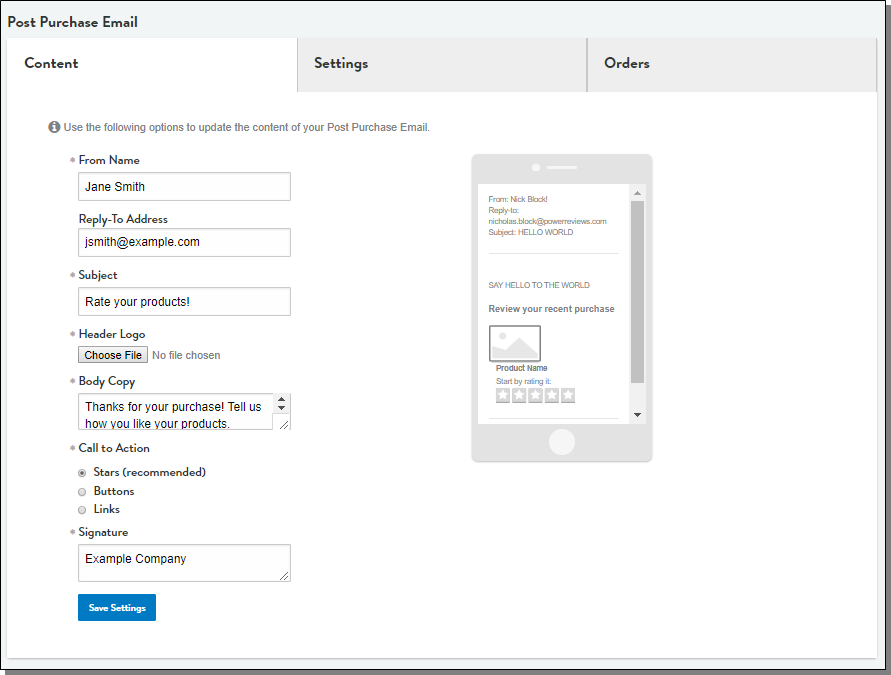 Post Purchase Email
Content
Settings
Orders
Use the following options to update the content of your Post Purchase Email.
* From Name
Jane Smith
Reply-To Address
jsmith@example.com
* Subject
Rate your products!
* Header Logo
Choose File No file chosen
* Body Copy
Thanks for your purchase! Tell us
how you like your products.
* Call to Action
Stars (recommended)
Buttons
Links
* Signature
Example Company
Save Settings
From: Nick Block!
Reply-to:
nicholas.block@powerreviews.com
Subject: HELLO WORLD
SAY HELLO TO THE WORLD
Review your recent purchase
Product Name
Start by rating it: